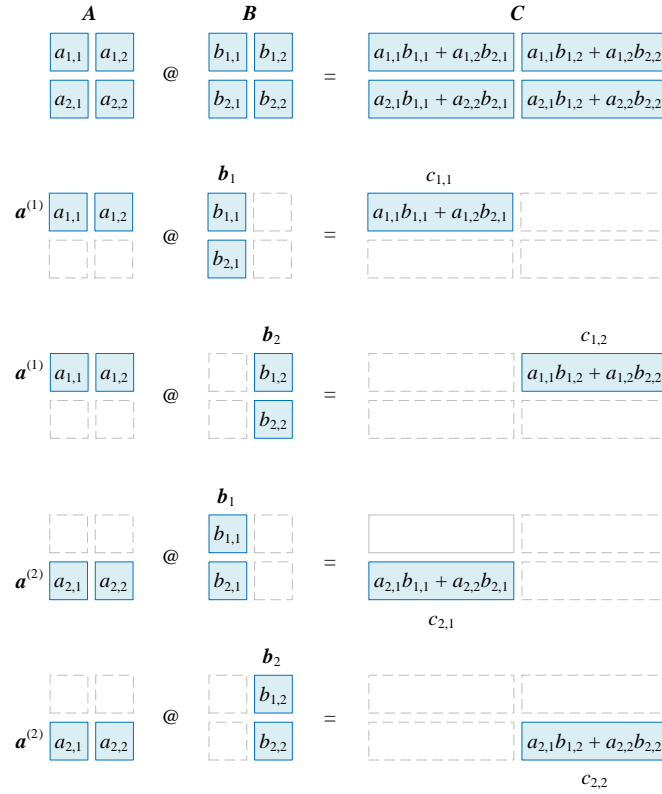 A B C
a1,1 a1,2 b1,1 b1,2 a1,1b1,1 + a1,2b2,1 a1,1b1,2 + a1,2b2,2
@ =
a2,1 a2,2 b2,1 b2,2 a2,1b1,1 + a2,2b2,1 a2,1b1,2 + a2,2b2,2
b1 c1,1
a(1) a1,1 a1,2 b1,1 a1,1b1,1 + a1,2b2,1
@ =
b2,1
b2 c1,2
a(1) a1,1 a1,2 b1,2 a1,1b1,2 + a1,2b2,2
@ =
b2,2
b1
b1,1
@ =
a(2) a2,1 a2,2 b2,1 a2,1b1,1 + a2,2b2,1
c2,1
b2
b1,2
@ =
a(2) a2,1 a2,2 b2,2 a2,1b1,2 + a2,2b2,2
c2,2